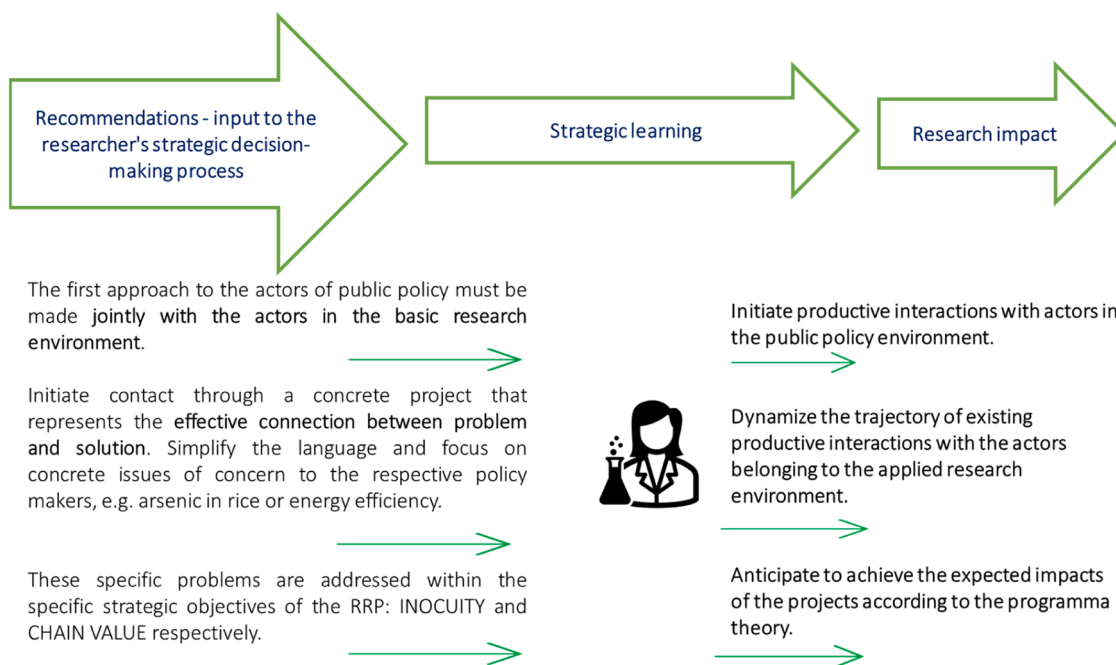 Recommendations - input to the
researcher's strategic decision-
making process
Strategic learning
Research impact
The first approach to the actors of public policy must be
made jointly with the actors in the basic research
environment.
Initiate contact through a concrete project that
represents the effective connection between problem
and solution. Simplify the language and focus on
concrete issues of concern to the respective policy
makers, e.g. arsenic in rice or energy efficiency.
These specific problems are addressed within the
specific strategic objectives of the RRP: INOCUITY and
CHAIN VALUE respectively.
Initiate productive interactions with actors in
the public policy environment.
Dynamize the trajectory of existing
productive interactions with the actors
belonging to the applied research
environment.
Anticipate to achieve the expected impacts
of the projects according to the programma
theory.